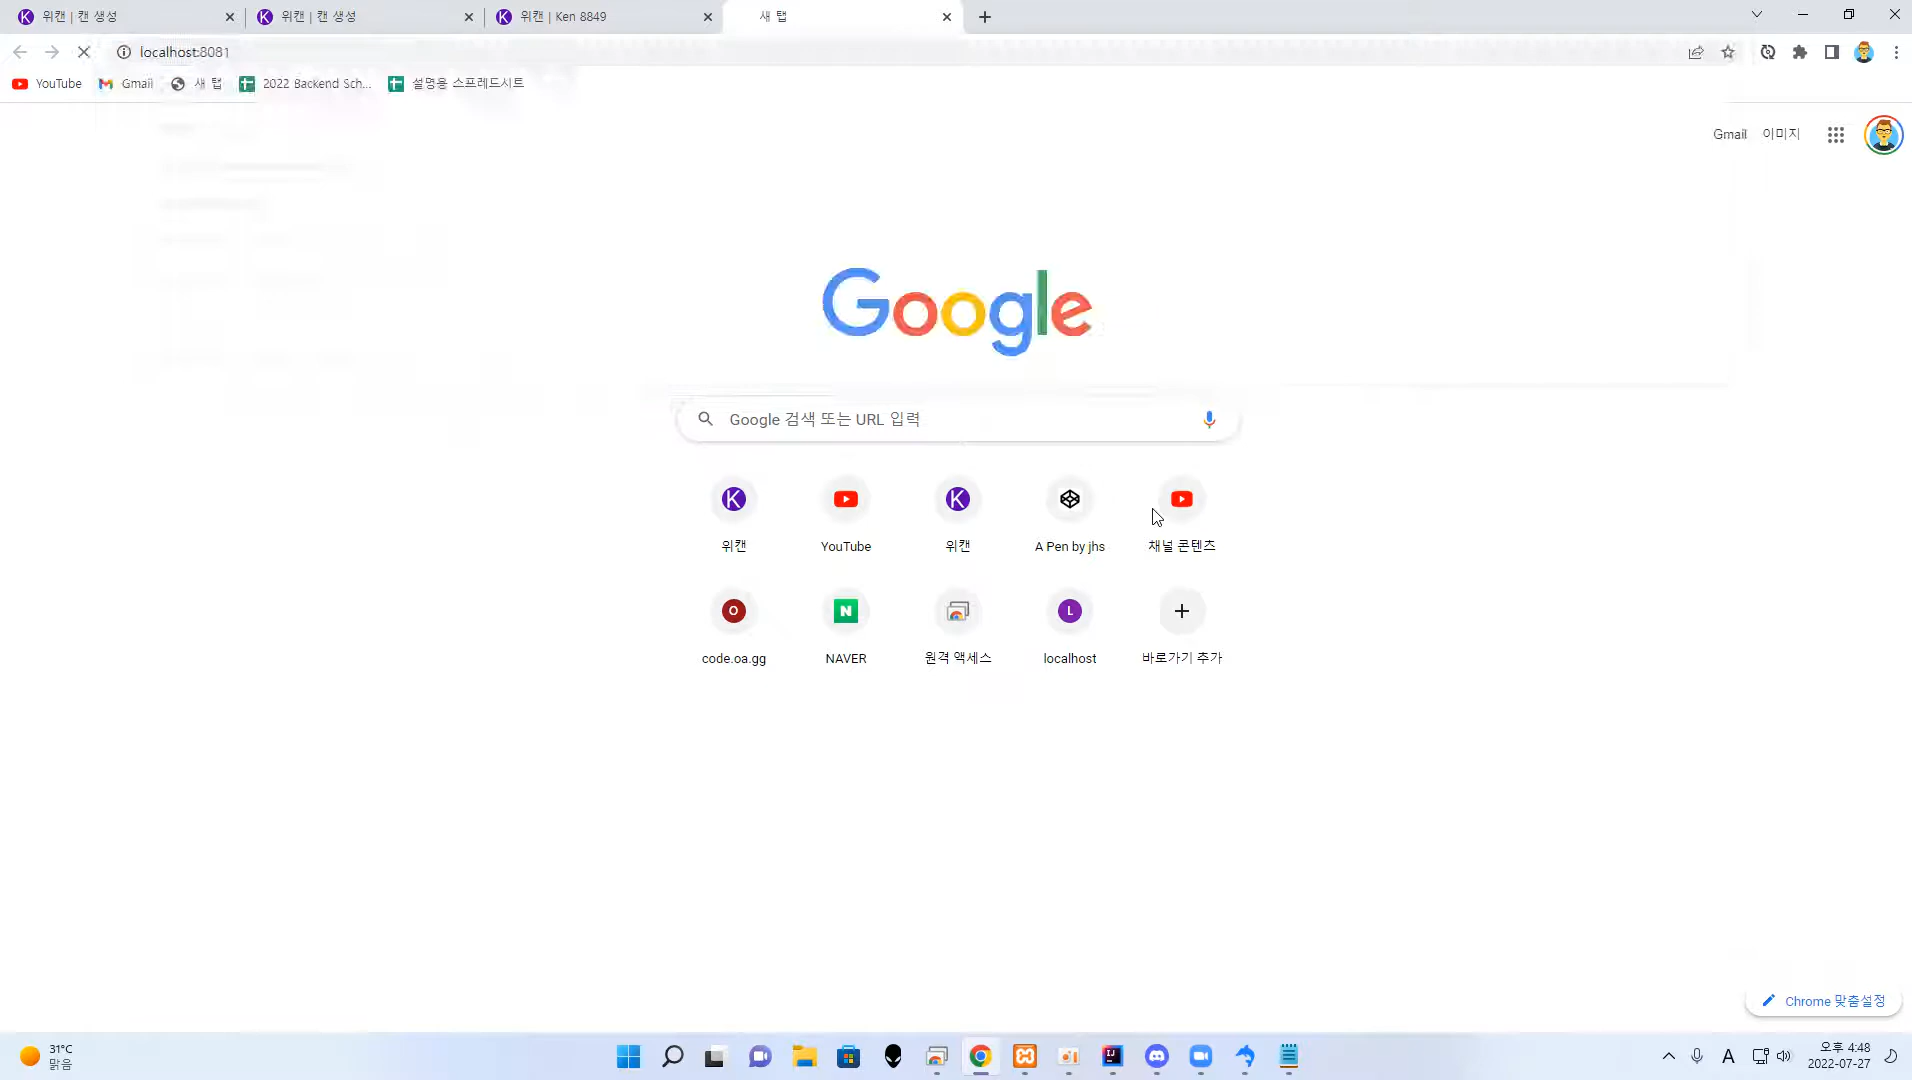 위캔 | 캔 생성
위캔 | 캔 생성
위캔 | Ken 8849
새 탭
localhost:8081
YouTube
Gmail
새 탭
2022 Backend Sch...
설명용 스프레드시트
Gmail
이미지
Google
Google 검색 또는 URL 입력
위캔
YouTube
위캔
A Pen by jhs
채널 콘텐츠
O
N
L
code.oa.gg
NAVER
원격 액세스
localhost
바로가기 추가
Chrome 맞춤설정
31°C
맑음
A
오후 4:48
2022-07-27